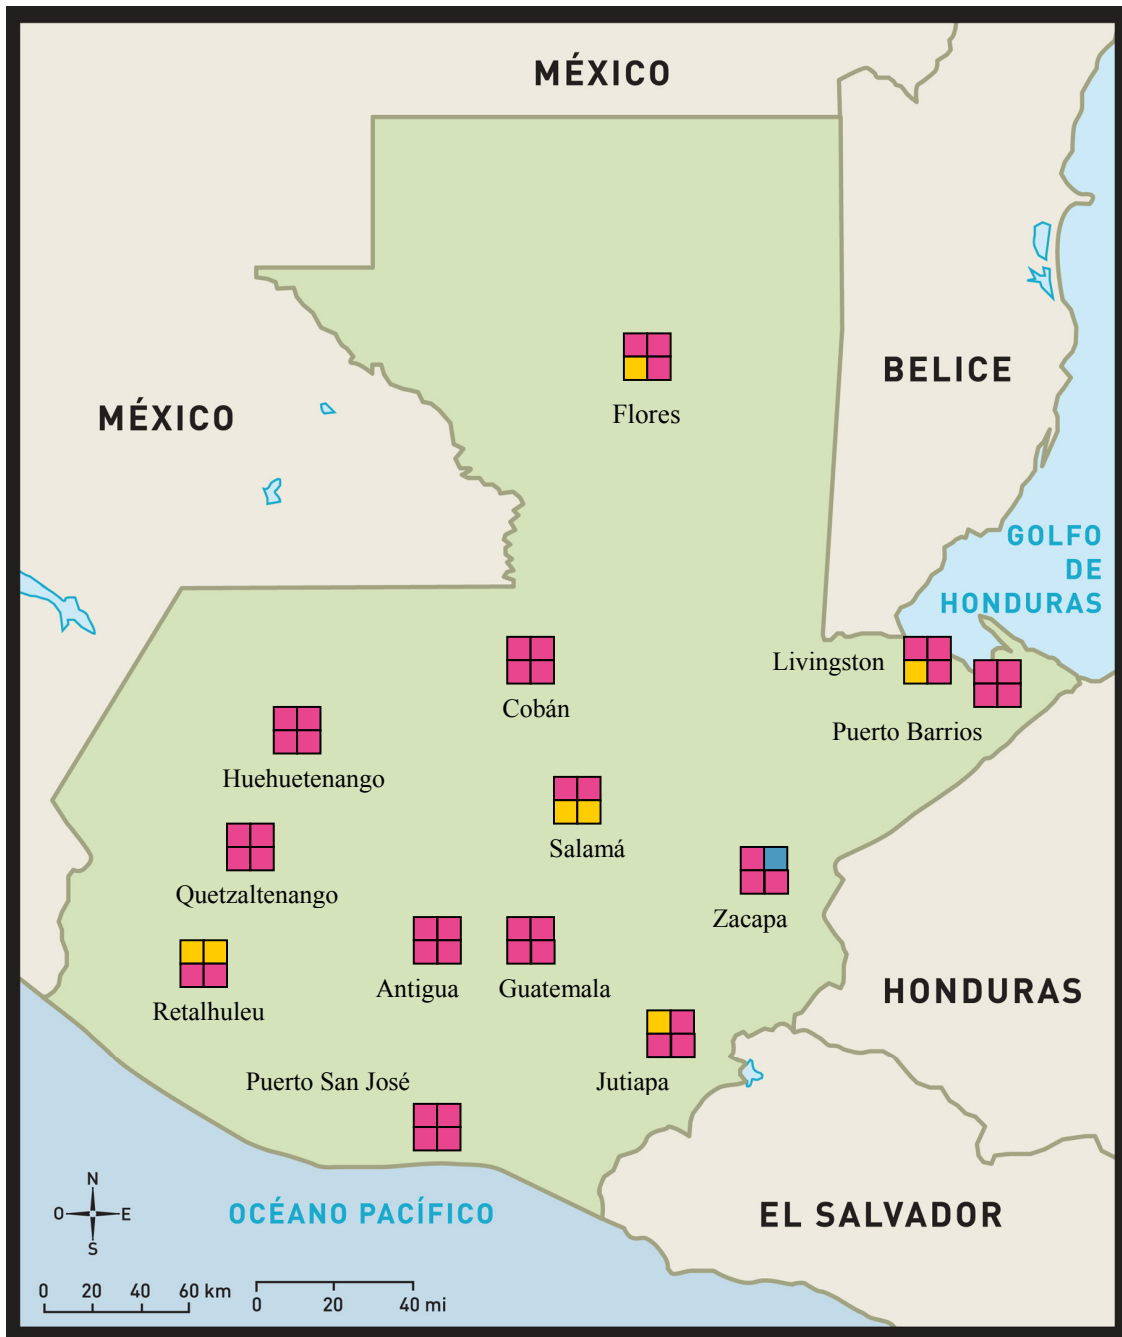 MÉXICO
BELICE
Flores
MÉXICO
GOLFO
DE
HONDURAS
Livingston
Cobán
Puerto Barrios
Huehuetenango
Salamá
Quetzaltenango
Zacapa
Antigua
Guatemala
HONDURAS
Retalhuleu
Puerto San José
Jutiapa
N
O
E
S
OCÉANO PACÍFICO
EL SALVADOR
0 20 40 60 km
0 20 40 mi